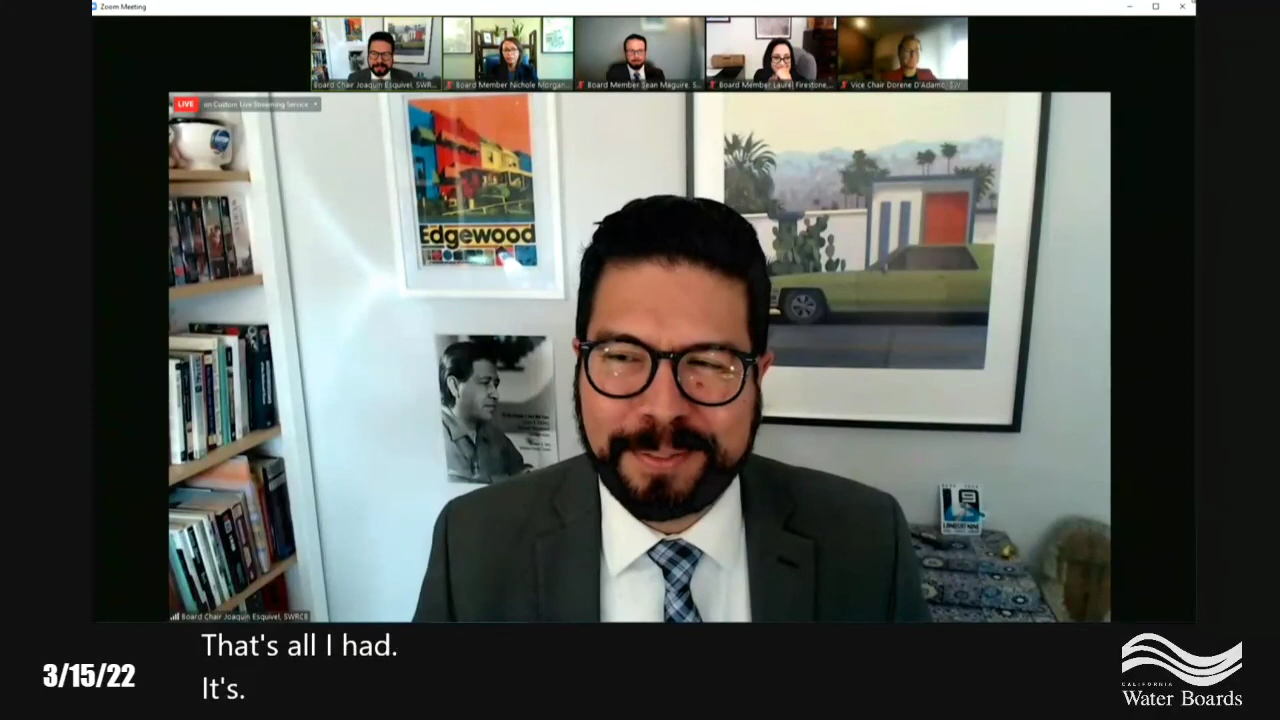 Zoom Meeting
Board Chair Joaquin Esquivel, SWR...
Board Member Nichole Morgan...
Board Member Sean Maguire, S...
Board Member Laurel Firestone,...
Vice Chair Dorene D'Adamo, SW
LIVE
on Custom Live Streaming Service
Edgewood
L9
Board Chair Joaquin Esquivel, SWRCB
That's all I had.
It's.
3/15/22
CALIFORNIA
Water Boards